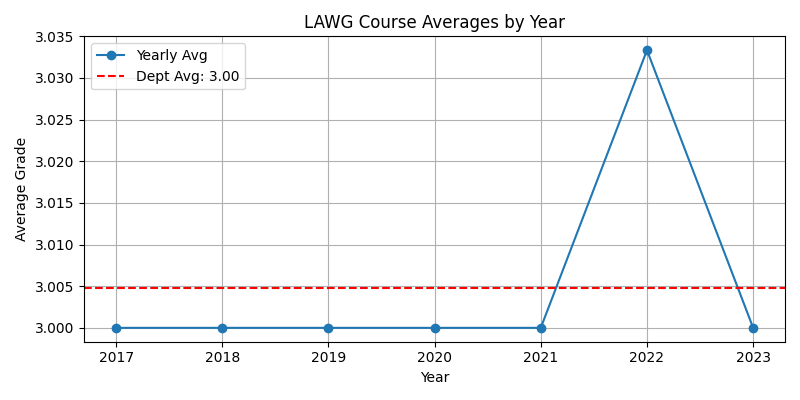 LAWG Course Averages by Year
Yearly Avg
Dept Avg: 3.00
Average Grade
3.035
3.030
3.025
3.020
3.015
3.010
3.005
3.000
2017 2018 2019 2020 2021 2022 2023
Year